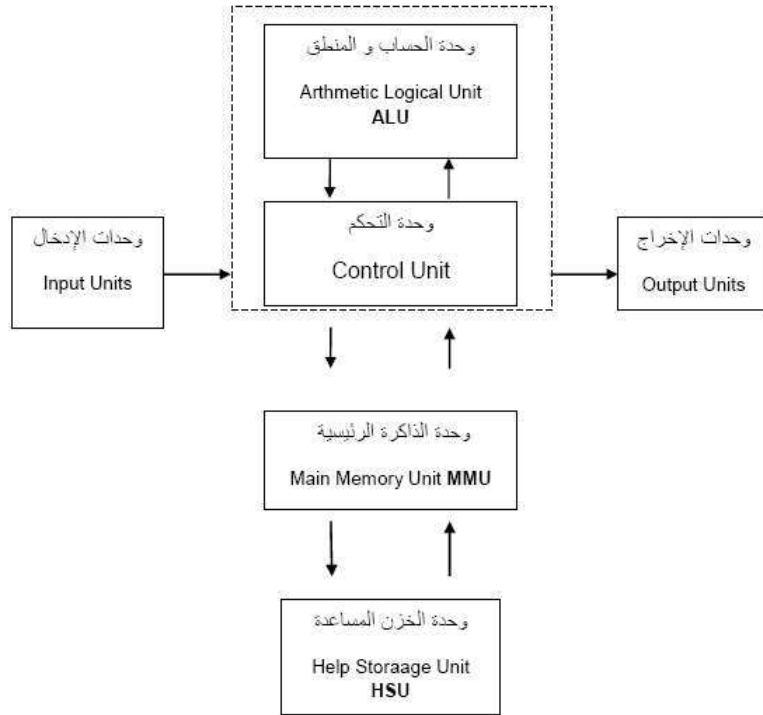 وحدة الحساب و المنطق
Arthmetic Logical Unit
ALU
وحدات الإدخال
Input Units
وحدة التحكم
Control Unit
وحدات الإخراج
Output Units
وحدة الذاكرة الرئيسية
Main Memory Unit MMU
وحدة الخزن المساعدة
Help Storaage Unit
HSU